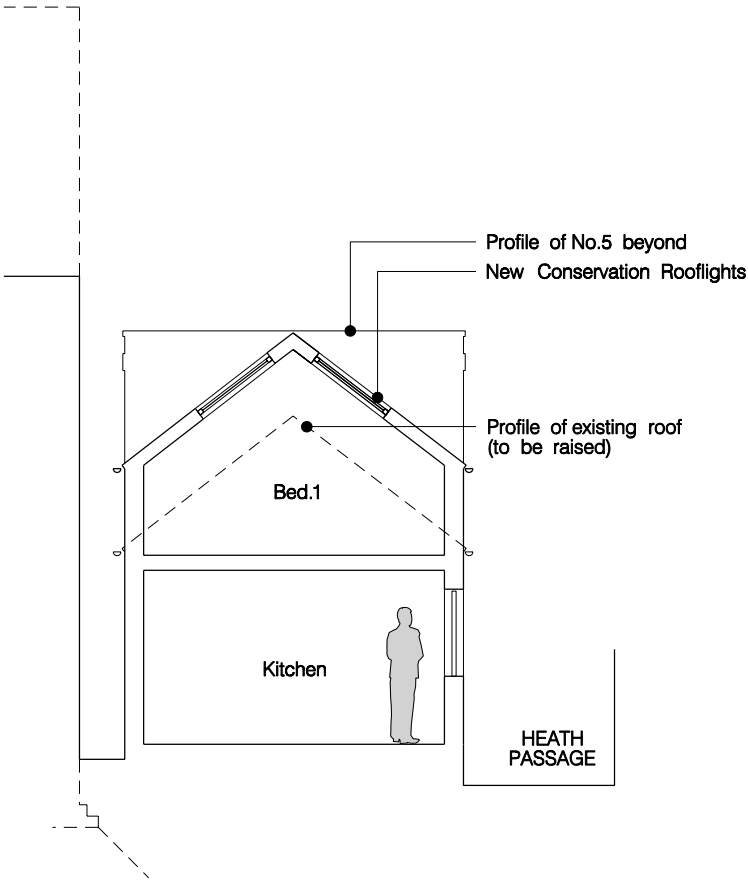 Profile of No.5 beyond
New Conservation Rooflights
Profile of existing roof
(to be raised)
Bed.1
Kitchen
HEATH
PASSAGE